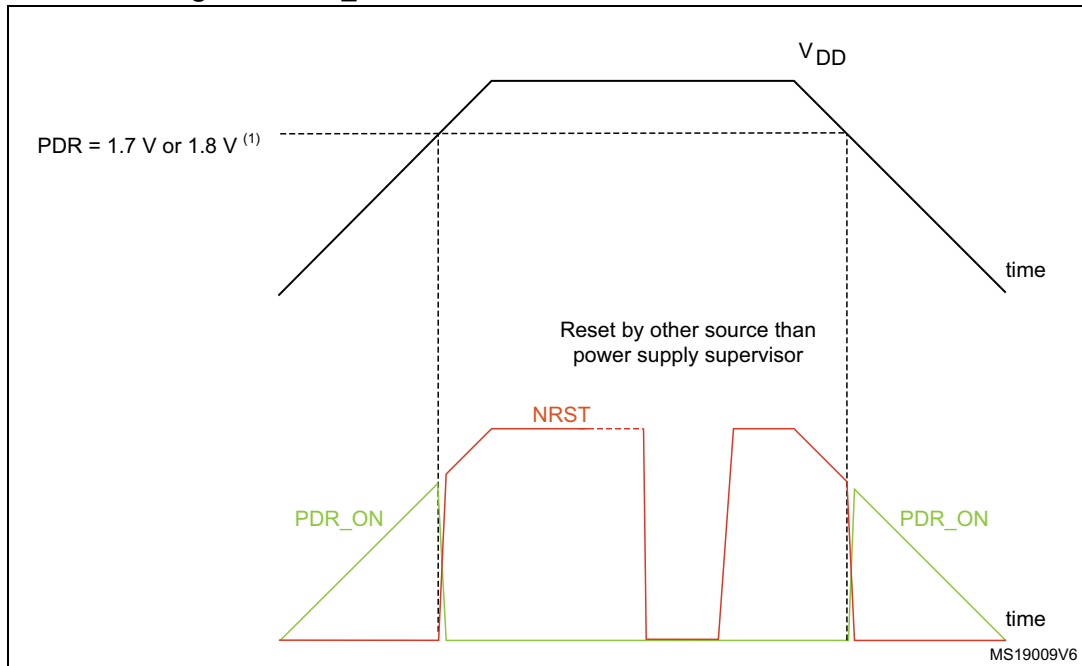 V DD
PDR = 1.7 V or 1.8 V (1)
time
Reset by other source than
power supply supervisor
NRST
PDR_ON
PDR_ON
time
MS19009V6